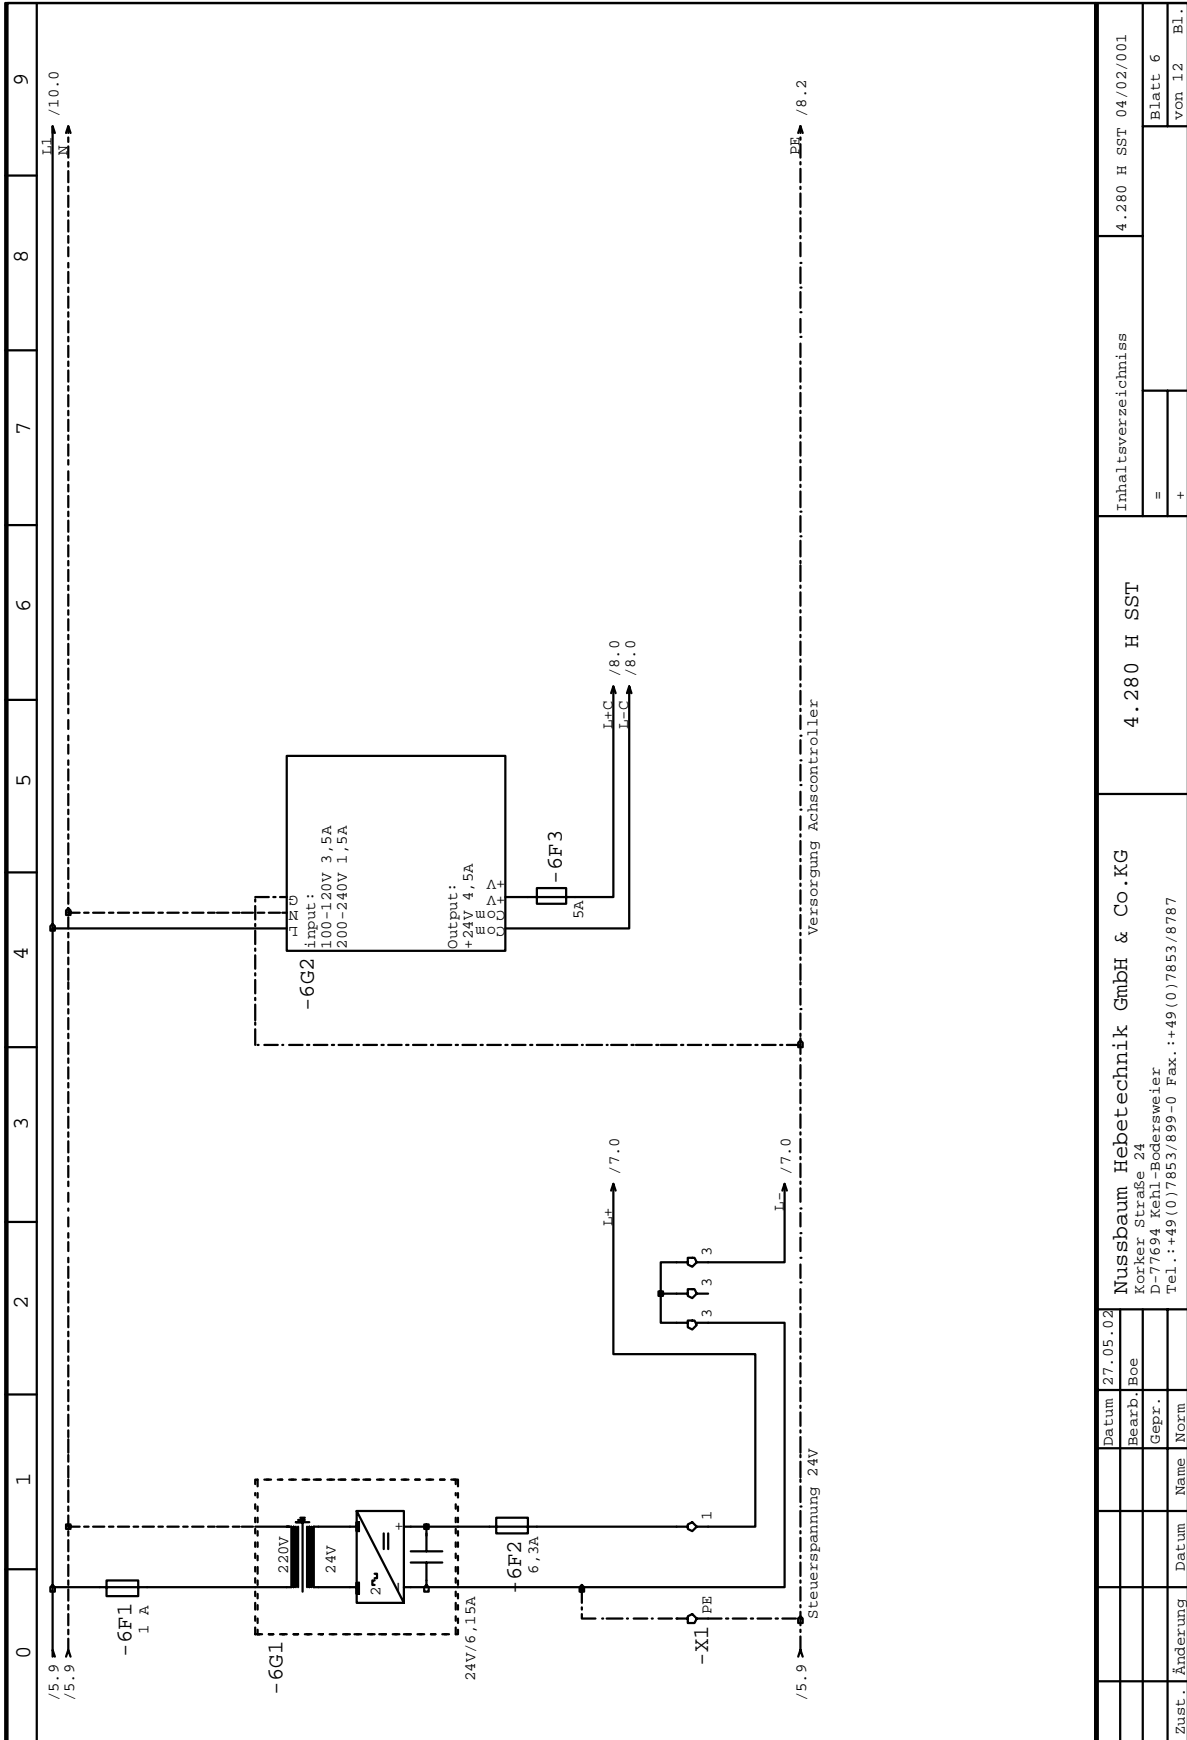 0 1 2 3 4 5 6 7 8 9
/5.9
L1 /10.0
/5.9
N
-6F1
1 A
-6G1
220V
24V
2
=
+
-
24V/6,15A
-6F2
6,3A
-X1
PE
1
3
3
3
L+ /7.0
L- /7.0
-6G2
L N G
input:
100-120V 3,5A
200-240V 1,5A
Output:
+24V 4,5A
Com Com +V +V
5A
-6F3
L+C /8.0
L-C /8.0
/5.9
PE /8.2
Steuerspannung 24V
Versorgung Achscontroller
Datum 27.05.02
Bearb. Boe
Gepr.
Zust. Änderung Datum Name Norm
Nussbaum Hebetechnik GmbH & Co.KG
Korker Straße 24
D-77694 Kehl-Bodersweier
Tel.:+49(0)7853/899-0 Fax.:+49(0)7853/8787
4.280 H SST
Inhaltsverzeichniss
=
+
4.280 H SST 04/02/001
Blatt 6
von 12 Bl.